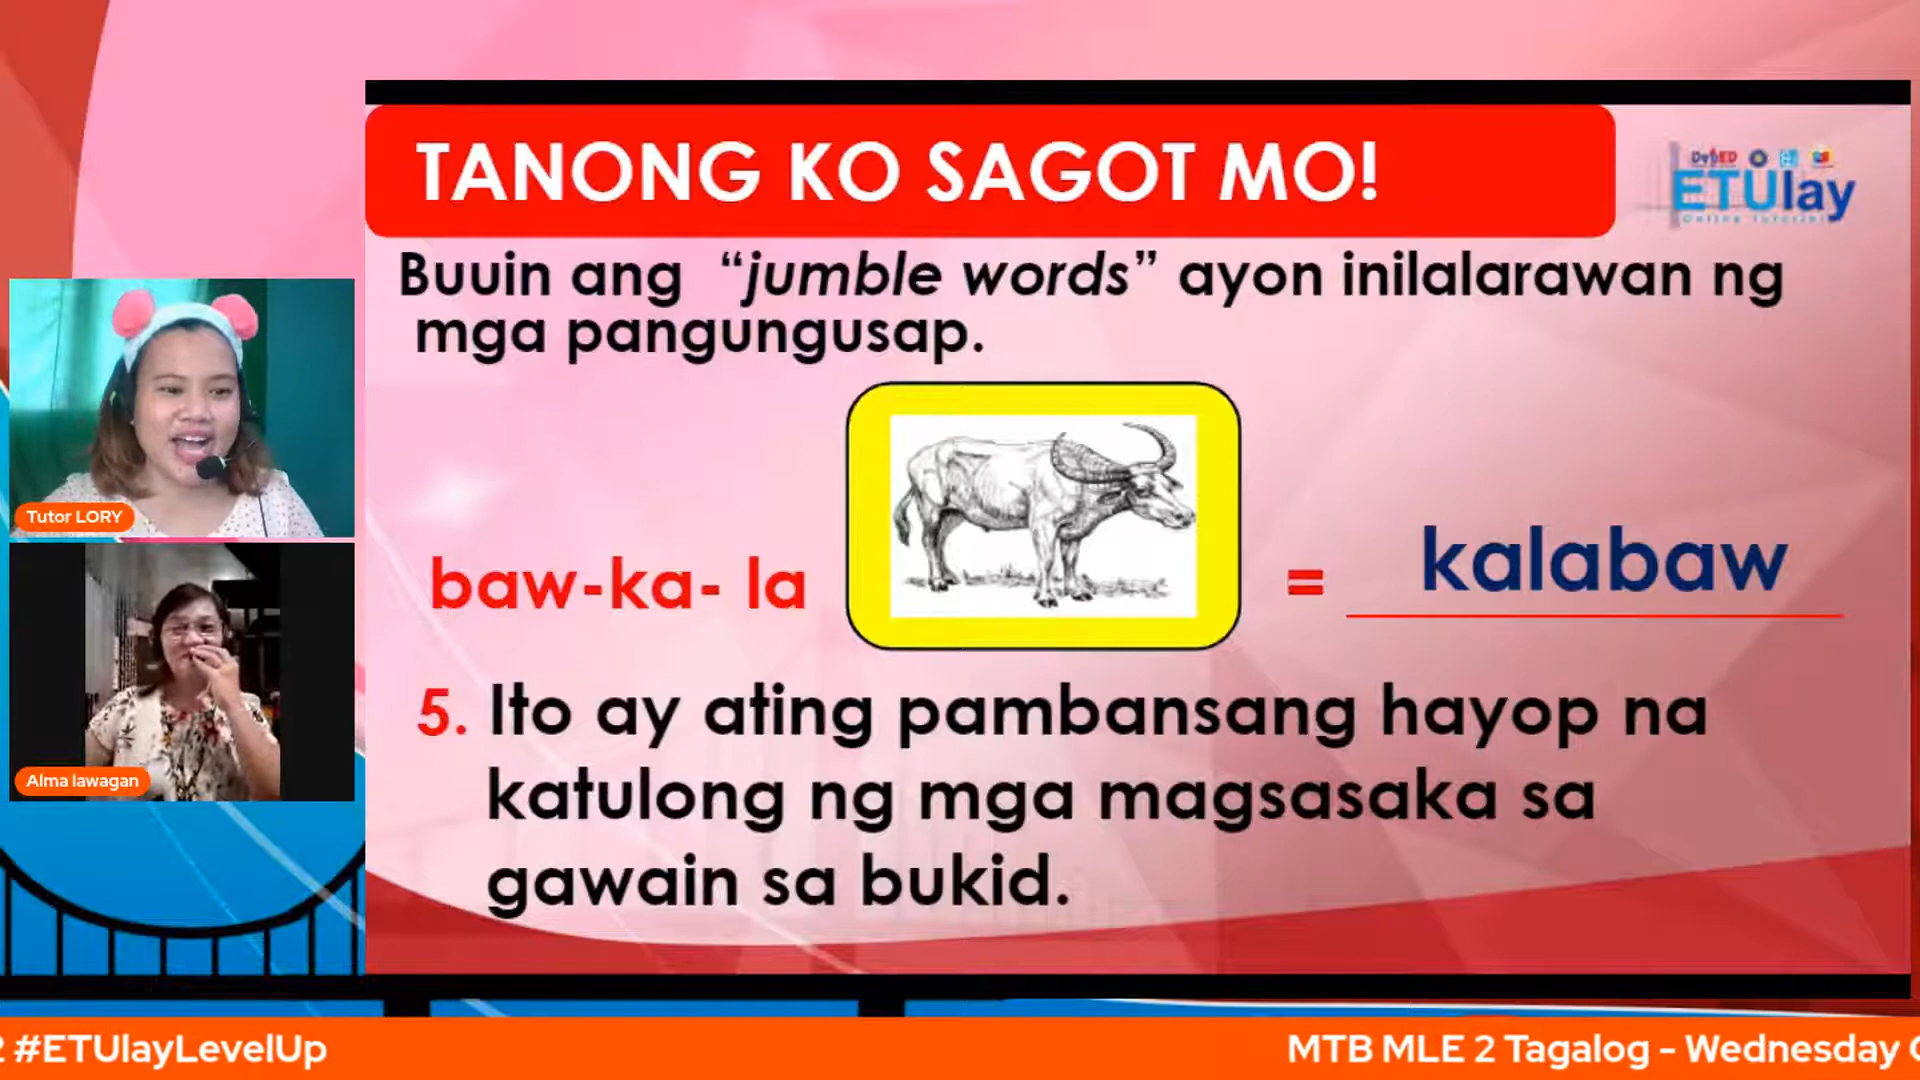 TANONG KO SAGOT MO!
DepED
ETUlay
Buuin ang “jumble words” ayon inilalarawan ng
mga pangungusap.
baw-ka- la
=
kalabaw
5. Ito ay ating pambansang hayop na
katulong ng mga magsasaka sa
gawain sa bukid.
Tutor LORY
Alma lawagan
2 #ETUlayLevelUp
MTB MLE 2 Tagalog - Wednesday